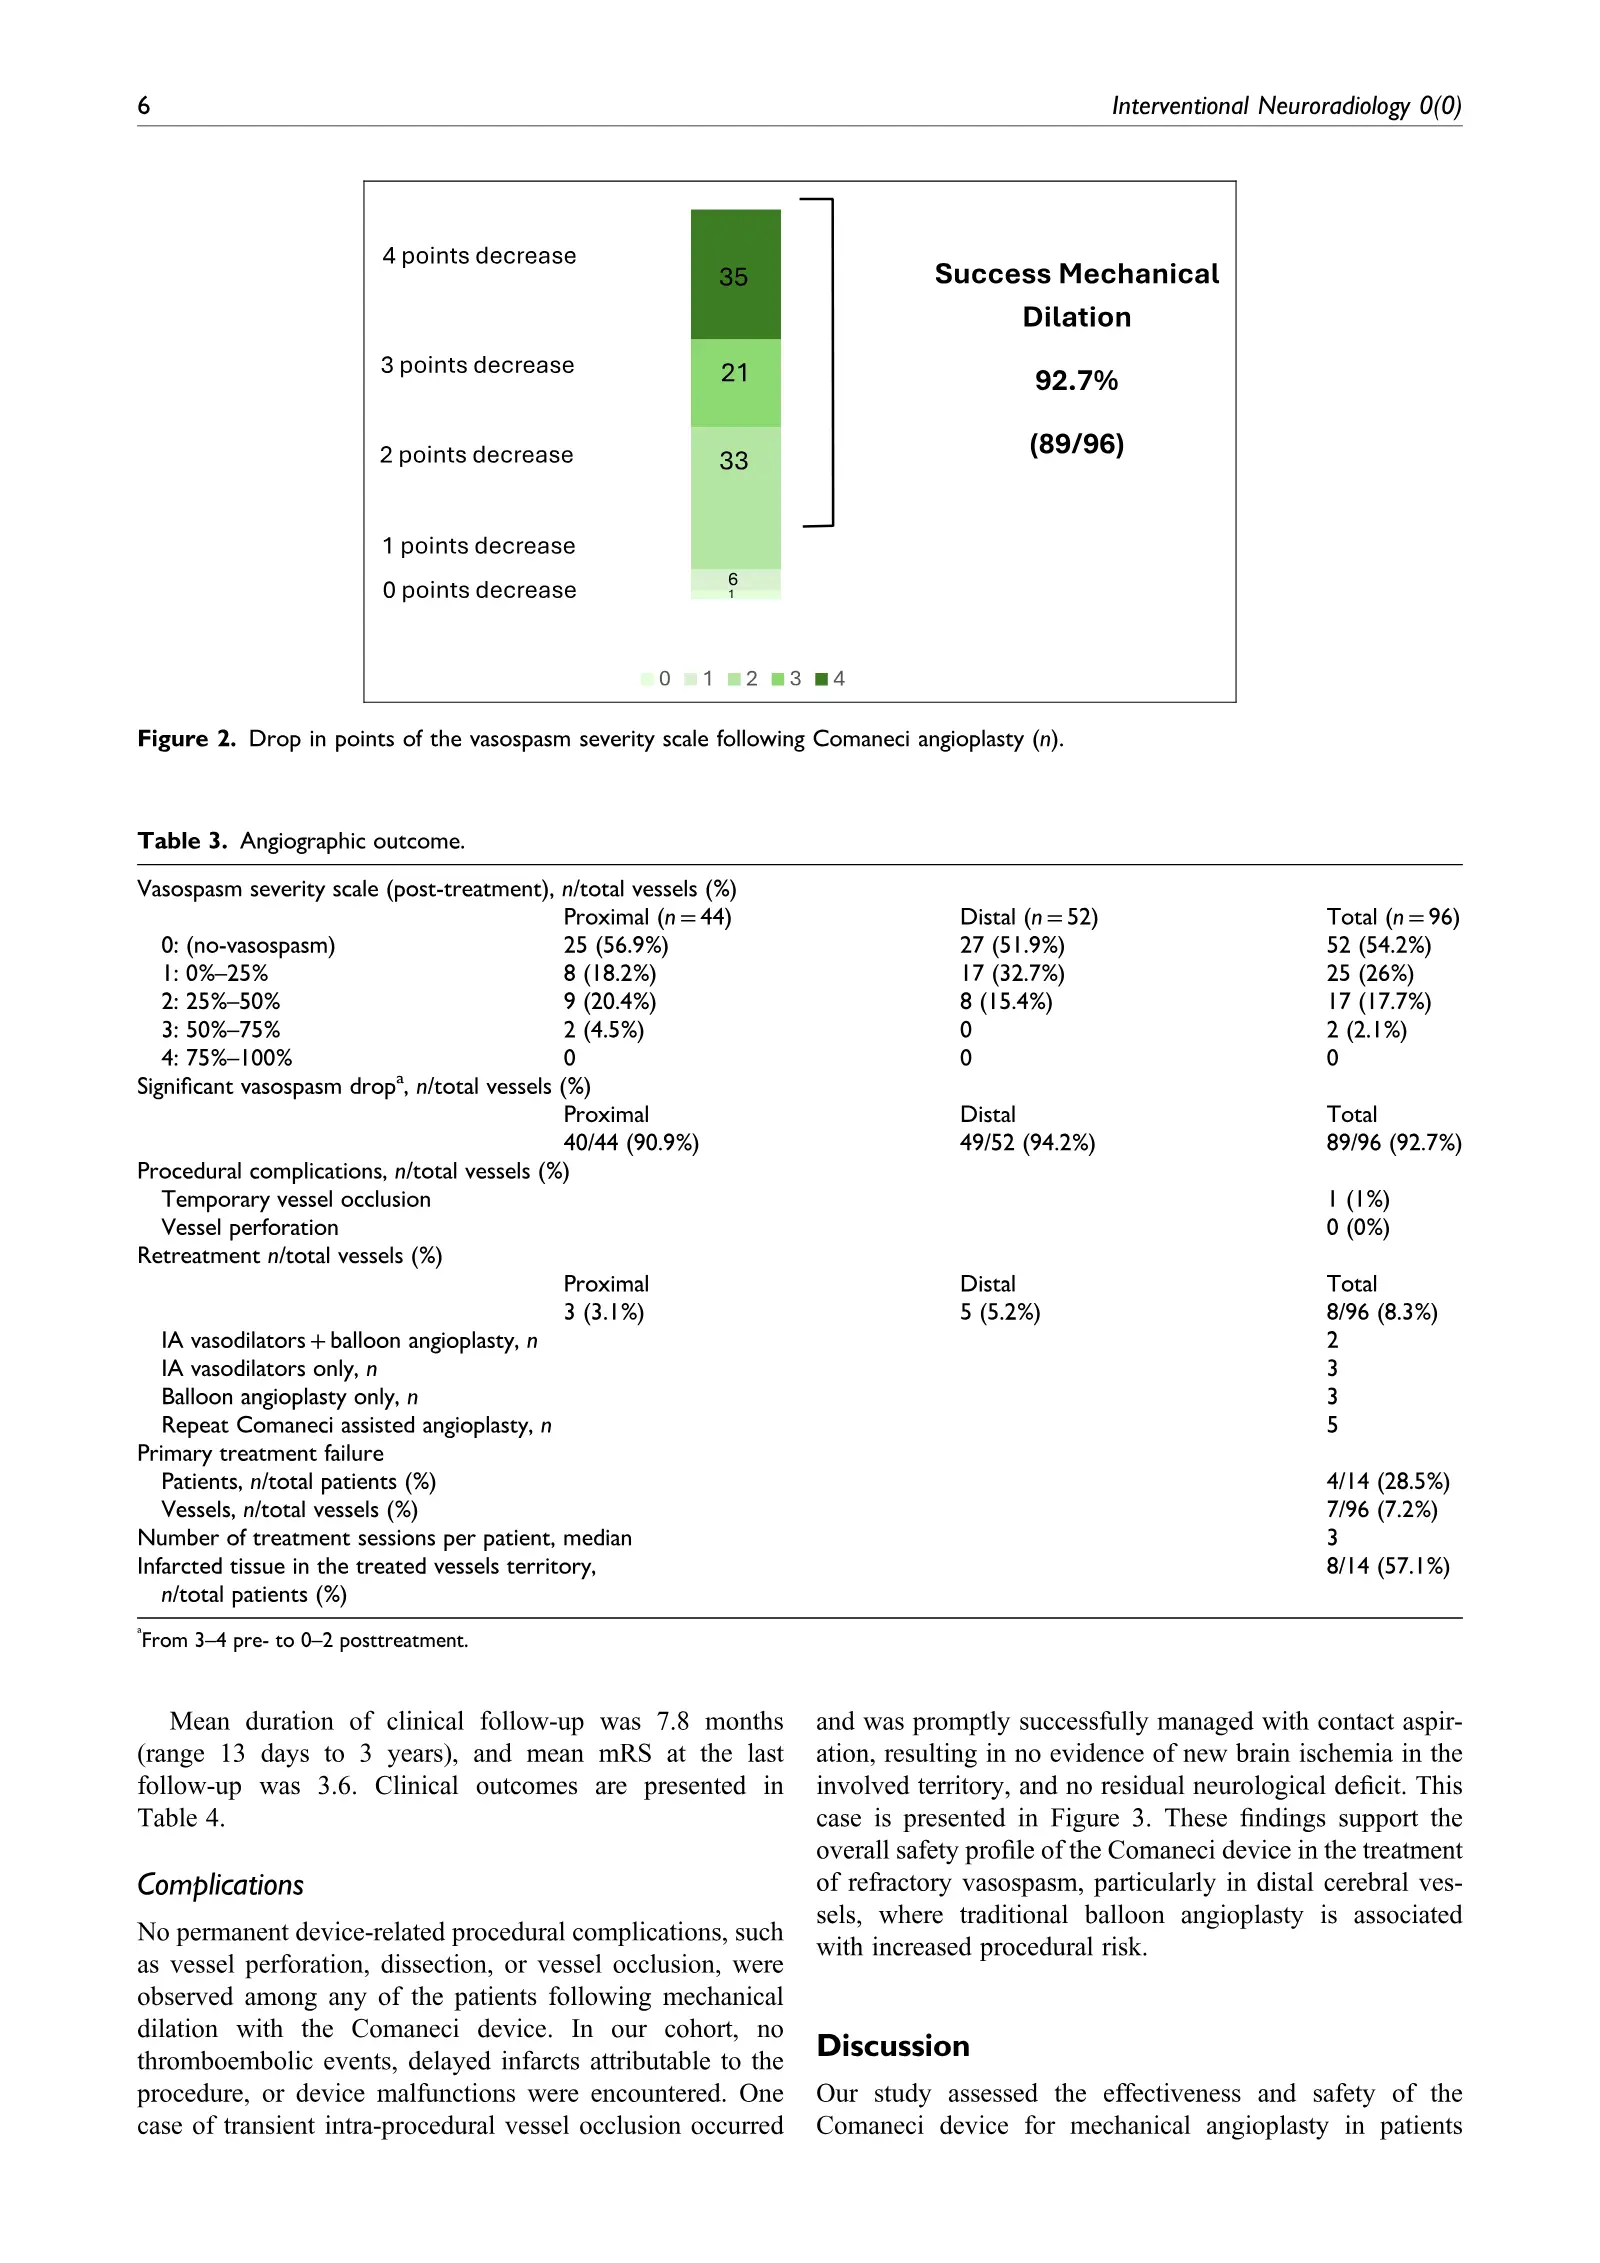 6
Interventional Neuroradiology 0(0)
4 points decrease
35
3 points decrease
21
2 points decrease
33
1 points decrease
6
0 points decrease
1
Success Mechanical
Dilation
92.7%
(89/96)
0 1 2 3 4
Figure 2. Drop in points of the vasospasm severity scale following Comaneci angioplasty (n).
Table 3. Angiographic outcome.
Vasospasm severity scale (post-treatment), n/total vessels (%)
Proximal (n = 44) Distal (n = 52) Total (n = 96)
0: (no-vasospasm) 25 (56.9%) 27 (51.9%) 52 (54.2%)
1: 0%–25% 8 (18.2%) 17 (32.7%) 25 (26%)
2: 25%–50% 9 (20.4%) 8 (15.4%) 17 (17.7%)
3: 50%–75% 2 (4.5%) 0 2 (2.1%)
4: 75%–100% 0 0 0
Significant vasospasm dropa, n/total vessels (%)
Proximal Distal Total
40/44 (90.9%) 49/52 (94.2%) 89/96 (92.7%)
Procedural complications, n/total vessels (%)
Temporary vessel occlusion 1 (1%)
Vessel perforation 0 (0%)
Retreatment n/total vessels (%)
Proximal Distal Total
3 (3.1%) 5 (5.2%) 8/96 (8.3%)
IA vasodilators + balloon angioplasty, n 2
IA vasodilators only, n 3
Balloon angioplasty only, n 3
Repeat Comaneci assisted angioplasty, n 5
Primary treatment failure
Patients, n/total patients (%) 4/14 (28.5%)
Vessels, n/total vessels (%) 7/96 (7.2%)
Number of treatment sessions per patient, median 3
Infarcted tissue in the treated vessels territory, 8/14 (57.1%)
n/total patients (%)
aFrom 3–4 pre- to 0–2 posttreatment.
Mean duration of clinical follow-up was 7.8 months
(range 13 days to 3 years), and mean mRS at the last
follow-up was 3.6. Clinical outcomes are presented in
Table 4.
Complications
No permanent device-related procedural complications, such
as vessel perforation, dissection, or vessel occlusion, were
observed among any of the patients following mechanical
dilation with the Comaneci device. In our cohort, no
thromboembolic events, delayed infarcts attributable to the
procedure, or device malfunctions were encountered. One
case of transient intra-procedural vessel occlusion occurred
and was promptly successfully managed with contact aspir-
ation, resulting in no evidence of new brain ischemia in the
involved territory, and no residual neurological deficit. This
case is presented in Figure 3. These findings support the
overall safety profile of the Comaneci device in the treatment
of refractory vasospasm, particularly in distal cerebral ves-
sels, where traditional balloon angioplasty is associated
with increased procedural risk.
Discussion
Our study assessed the effectiveness and safety of the
Comaneci device for mechanical angioplasty in patients